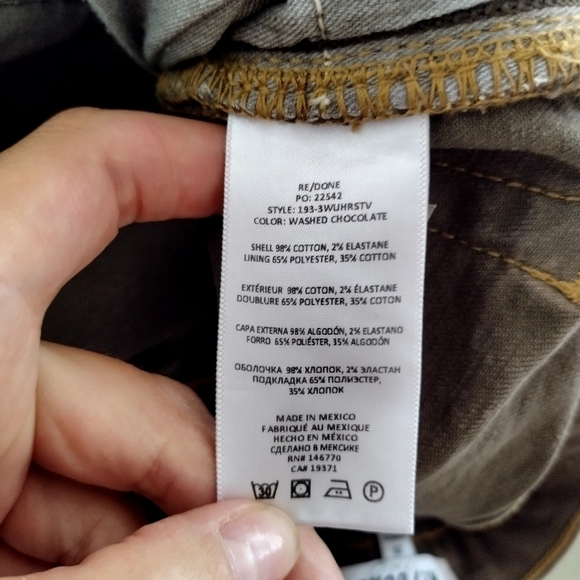 RE/DONE
PO: 22542
STYLE: 193-3WUHRSTV
COLOR: WASHED CHOCOLATE
SHELL 98% COTTON, 2% ELASTANE
LINING 65% POLYESTER, 35% COTTON
EXTÉRIEUR 98% COTON, 2% ÉLASTANE
DOUBLURE 65% POLYESTER, 35% COTON
CAPA EXTERNA 98% ALGODÓN, 2% ELASTANO
FORRO 65% POLIÉSTER, 35% ALGODÓN
ОБОЛОЧКА 98% ХЛОПОК, 2% ЭЛАСТАН
ПОДКЛАДКА 65% ПОЛИЭСТЕР,
35% ХЛОПОК
MADE IN MEXICO
FABRIQUÉ AU MEXIQUE
HECHO EN MÉXICO
СДЕЛАНО В МЕКСИКЕ
RN# 146770
CA# 19371
30 P